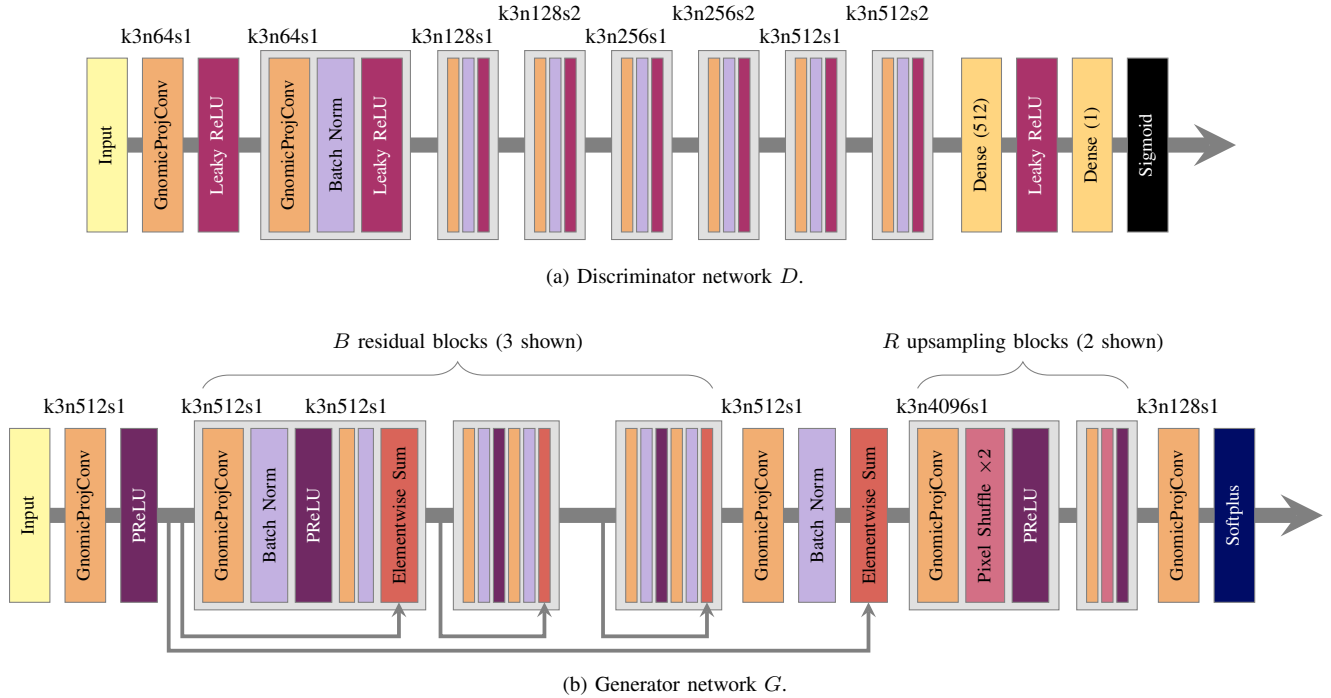 k3n128s2 k3n256s2 k3n512s2
k3n64s1 k3n64s1 k3n128s1 k3n256s1 k3n512s1
Input
GnomicProjConv
Leaky ReLU
GnomicProjConv
Batch Norm
Leaky ReLU
Dense (512)
Leaky ReLU
Dense (1)
Sigmoid
(a) Discriminator network D.
B residual blocks (3 shown) R upsampling blocks (2 shown)
k3n512s1 k3n512s1 k3n512s1 k3n512s1 k3n4096s1 k3n128s1
Input
GnomicProjConv
PReLU
GnomicProjConv
Batch Norm
PReLU
Elementwise Sum
GnomicProjConv
Batch Norm
Elementwise Sum
GnomicProjConv
Pixel Shuffle ×2
PReLU
GnomicProjConv
Softplus
(b) Generator network G.